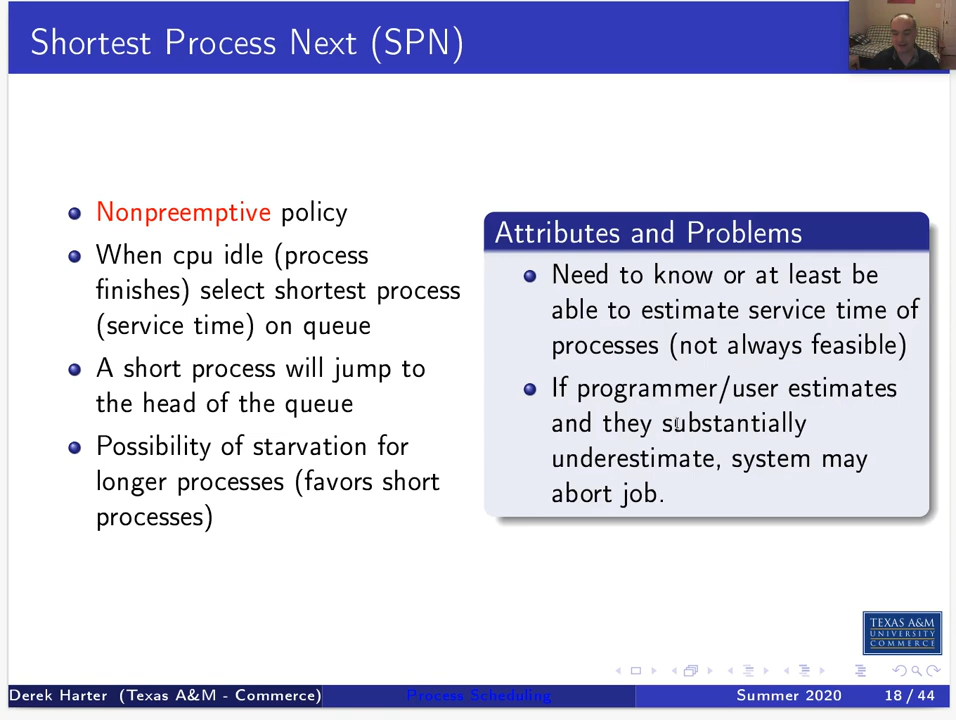 Shortest Process Next (SPN)
Nonpreemptive policy
When cpu idle (process
finishes) select shortest process
(service time) on queue
A short process will jump to
the head of the queue
Possibility of starvation for
longer processes (favors short
processes)
Attributes and Problems
Need to know or at least be
able to estimate service time of
processes (not always feasible)
If programmer/user estimates
and they substantially
underestimate, system may
abort job.
TEXAS A&M
UNIVERSITY
COMMERCE
Derek Harter (Texas A&M - Commerce)
Process Scheduling
Summer 2020
18 / 44